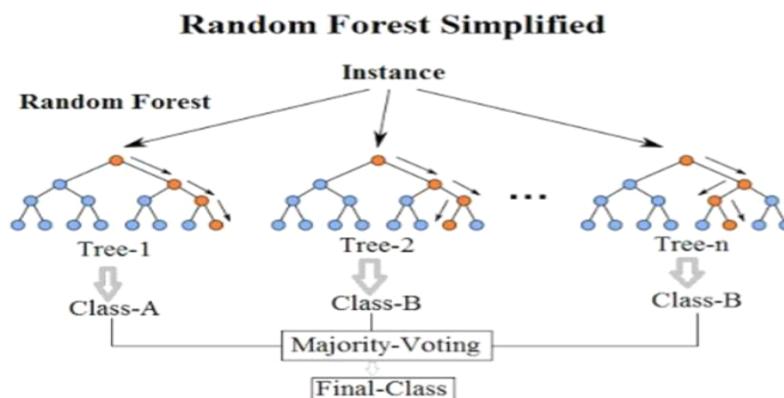 Random Forest Simplified
Instance
Random Forest
...
Tree-1
Tree-2
Tree-n
Class-A
Class-B
Class-B
Majority-Voting
Final-Class